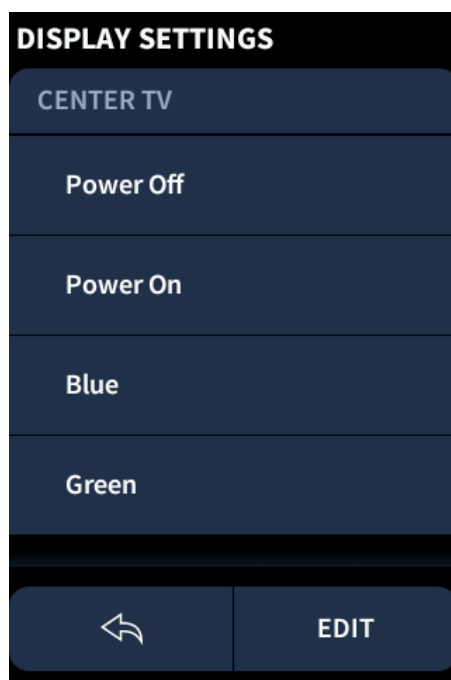 DISPLAY SETTINGS
CENTER TV
Power Off
Power On
Blue
Green
EDIT